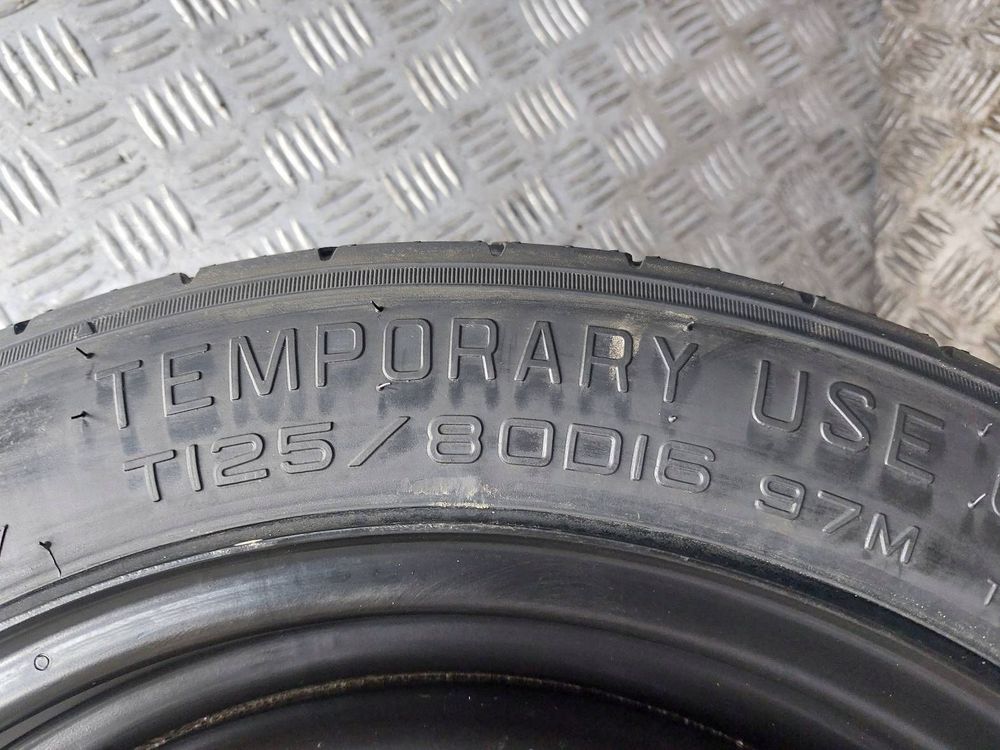 TEMPORARY USE
T125/80D16 97M